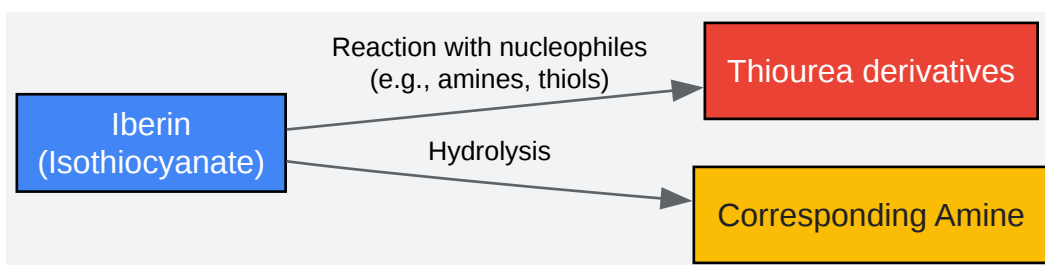 Reaction with nucleophiles
(e.g., amines, thiols)
Thiourea derivatives
Iberin
(Isothiocyanate)
Hydrolysis
Corresponding Amine